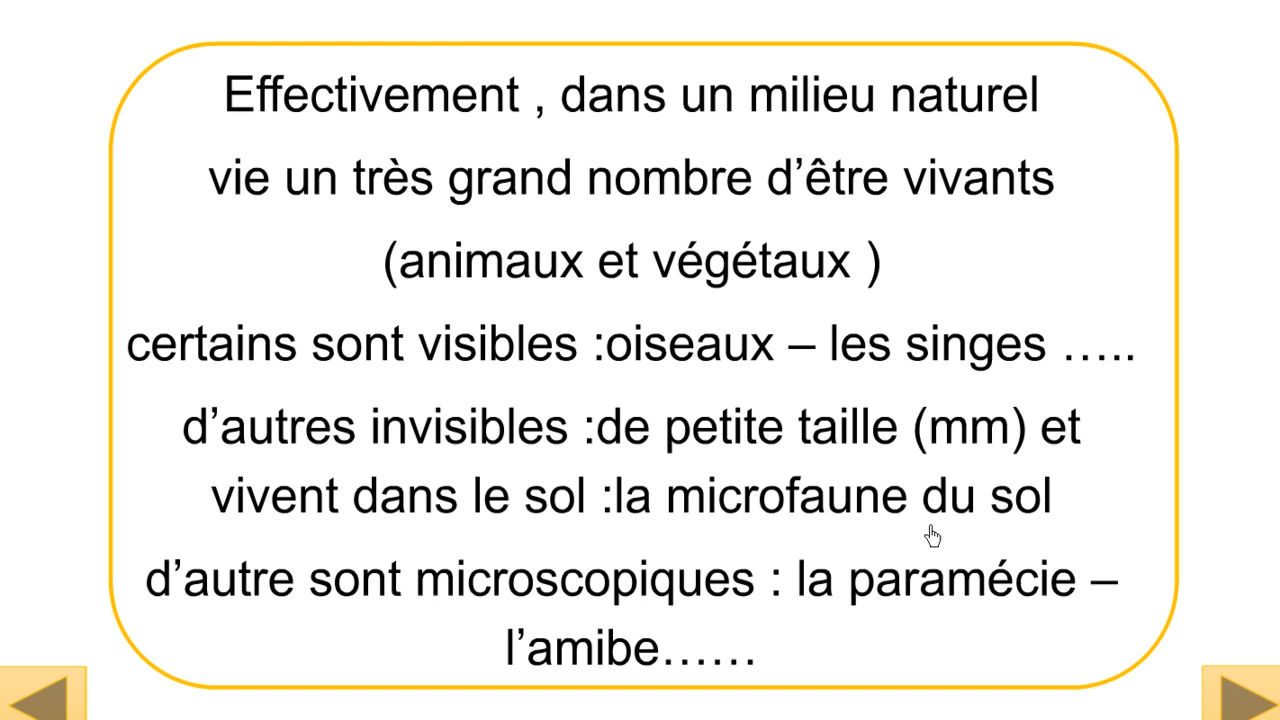 Effectivement , dans un milieu naturel
vie un très grand nombre d’être vivants
(animaux et végétaux )
certains sont visibles :oiseaux – les singes …..
d’autres invisibles :de petite taille (mm) et
vivent dans le sol :la microfaune du sol
d’autre sont microscopiques : la paramécie –
l’amibe……